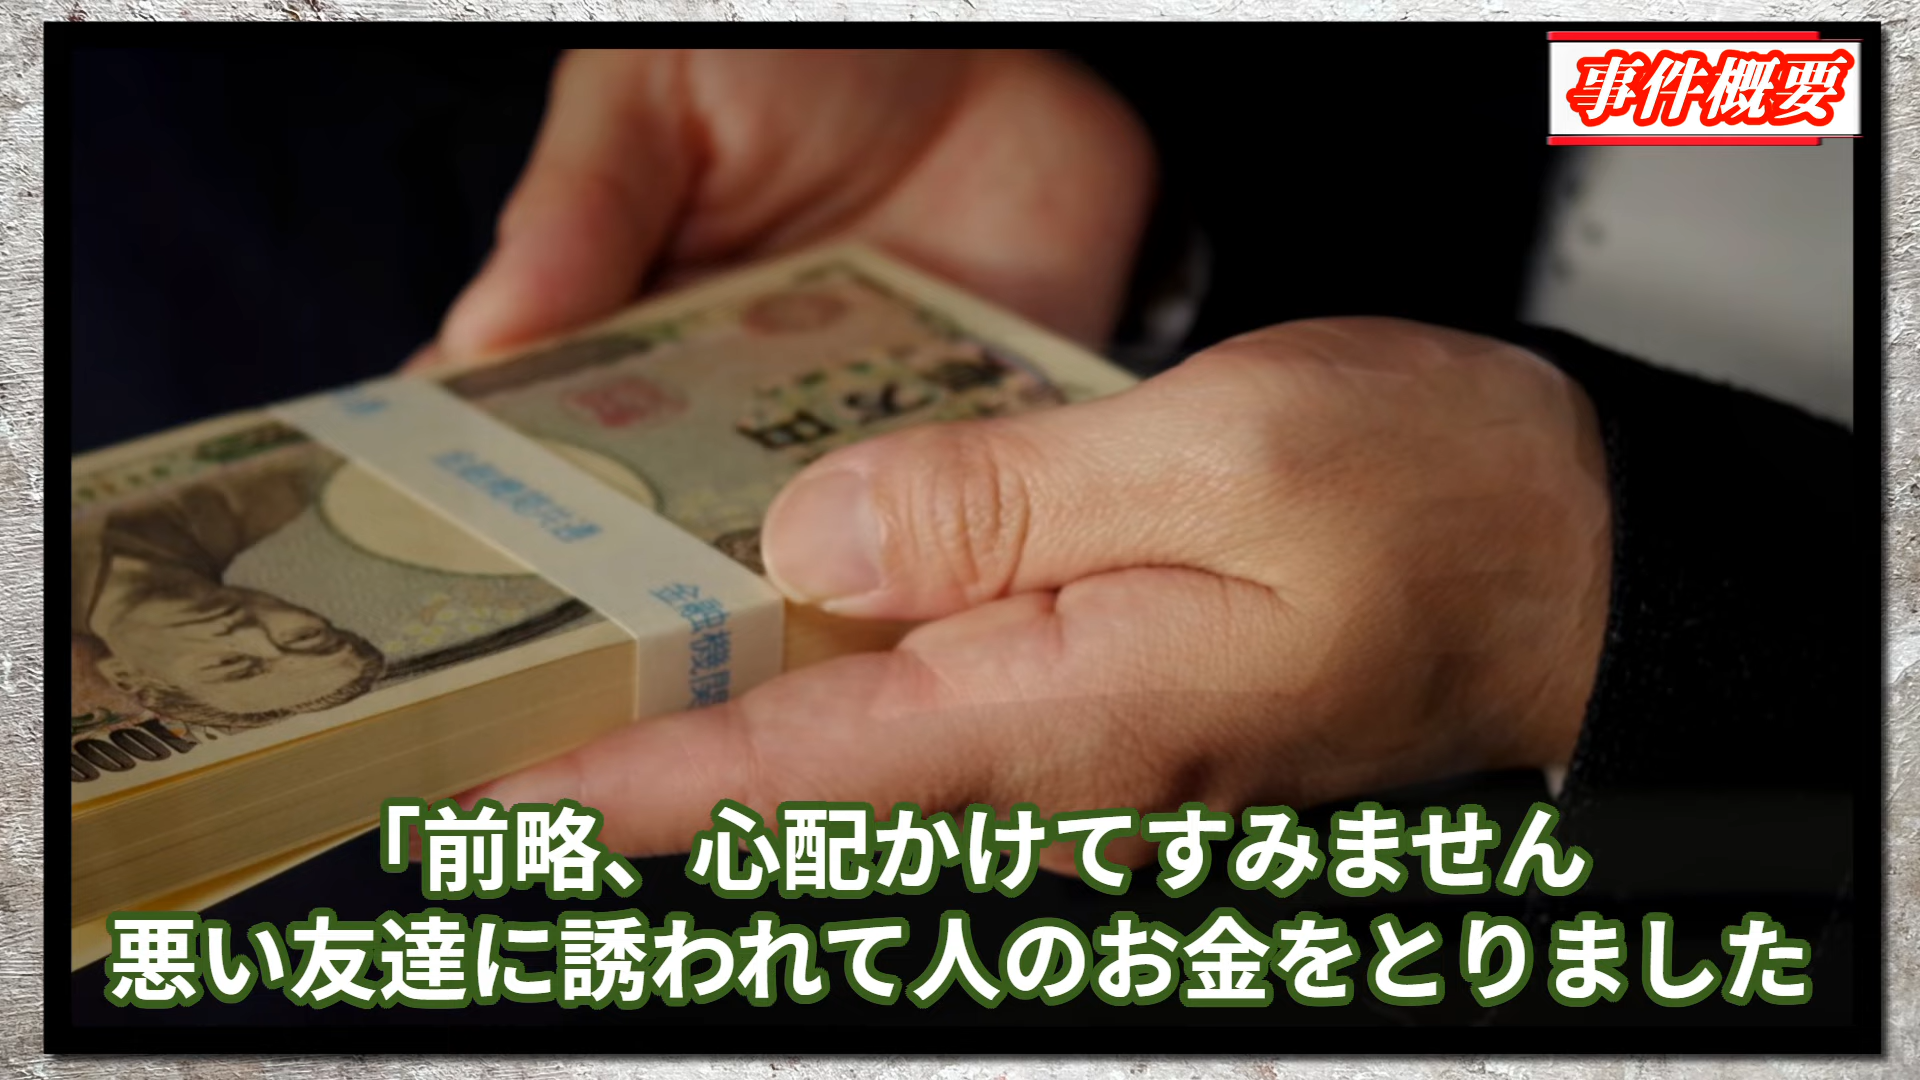 事件概要
「前略、心配かけてすみません
悪い友達に誘われて人のお金をとりました